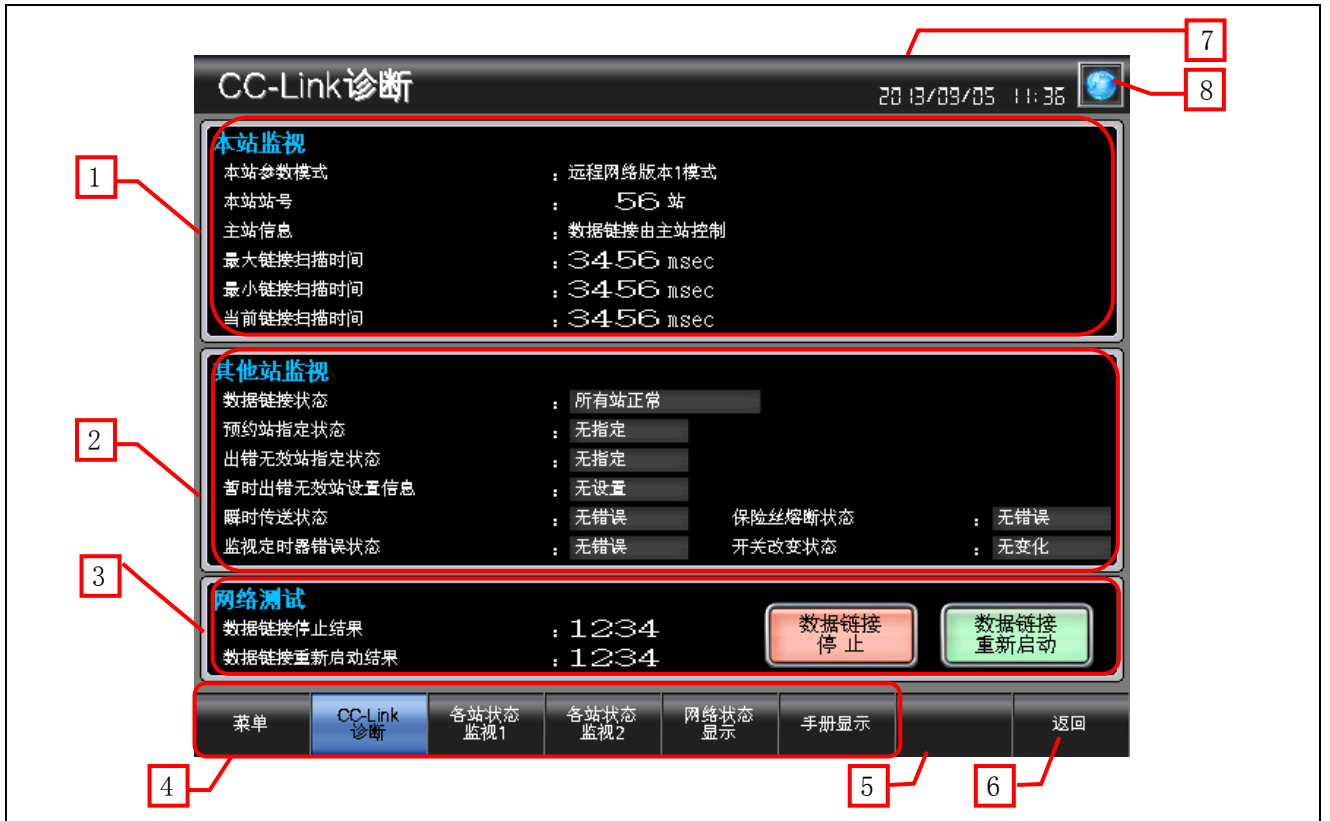 7
CC-Link诊断
2013/09/05 11:36
8
本站监视
1
本站参数模式 : 远程网络版本1模式
本站站号 : 56 站
主站信息 : 数据链接由主站控制
最大链接扫描时间 : 3456 msec
最小链接扫描时间 : 3456 msec
当前链接扫描时间 : 3456 msec
其他站监视
数据链接状态 : 所有站正常
2
预约站指定状态 : 无指定
出错无效站指定状态 : 无指定
暂时出错无效站设置信息 : 无设置
瞬时传送状态 : 无错误 保险丝熔断状态 : 无错误
监视定时器错误状态 : 无错误 开关改变状态 : 无变化
3
网络测试
数据链接停止结果 : 1234
数据链接重新启动结果 : 1234
数据链接
停 止
数据链接
重新启动
菜单
CC-Link
诊断
各站状态
监视1
各站状态
监视2
网络状态
显示
手册显示
返回
4
5
6